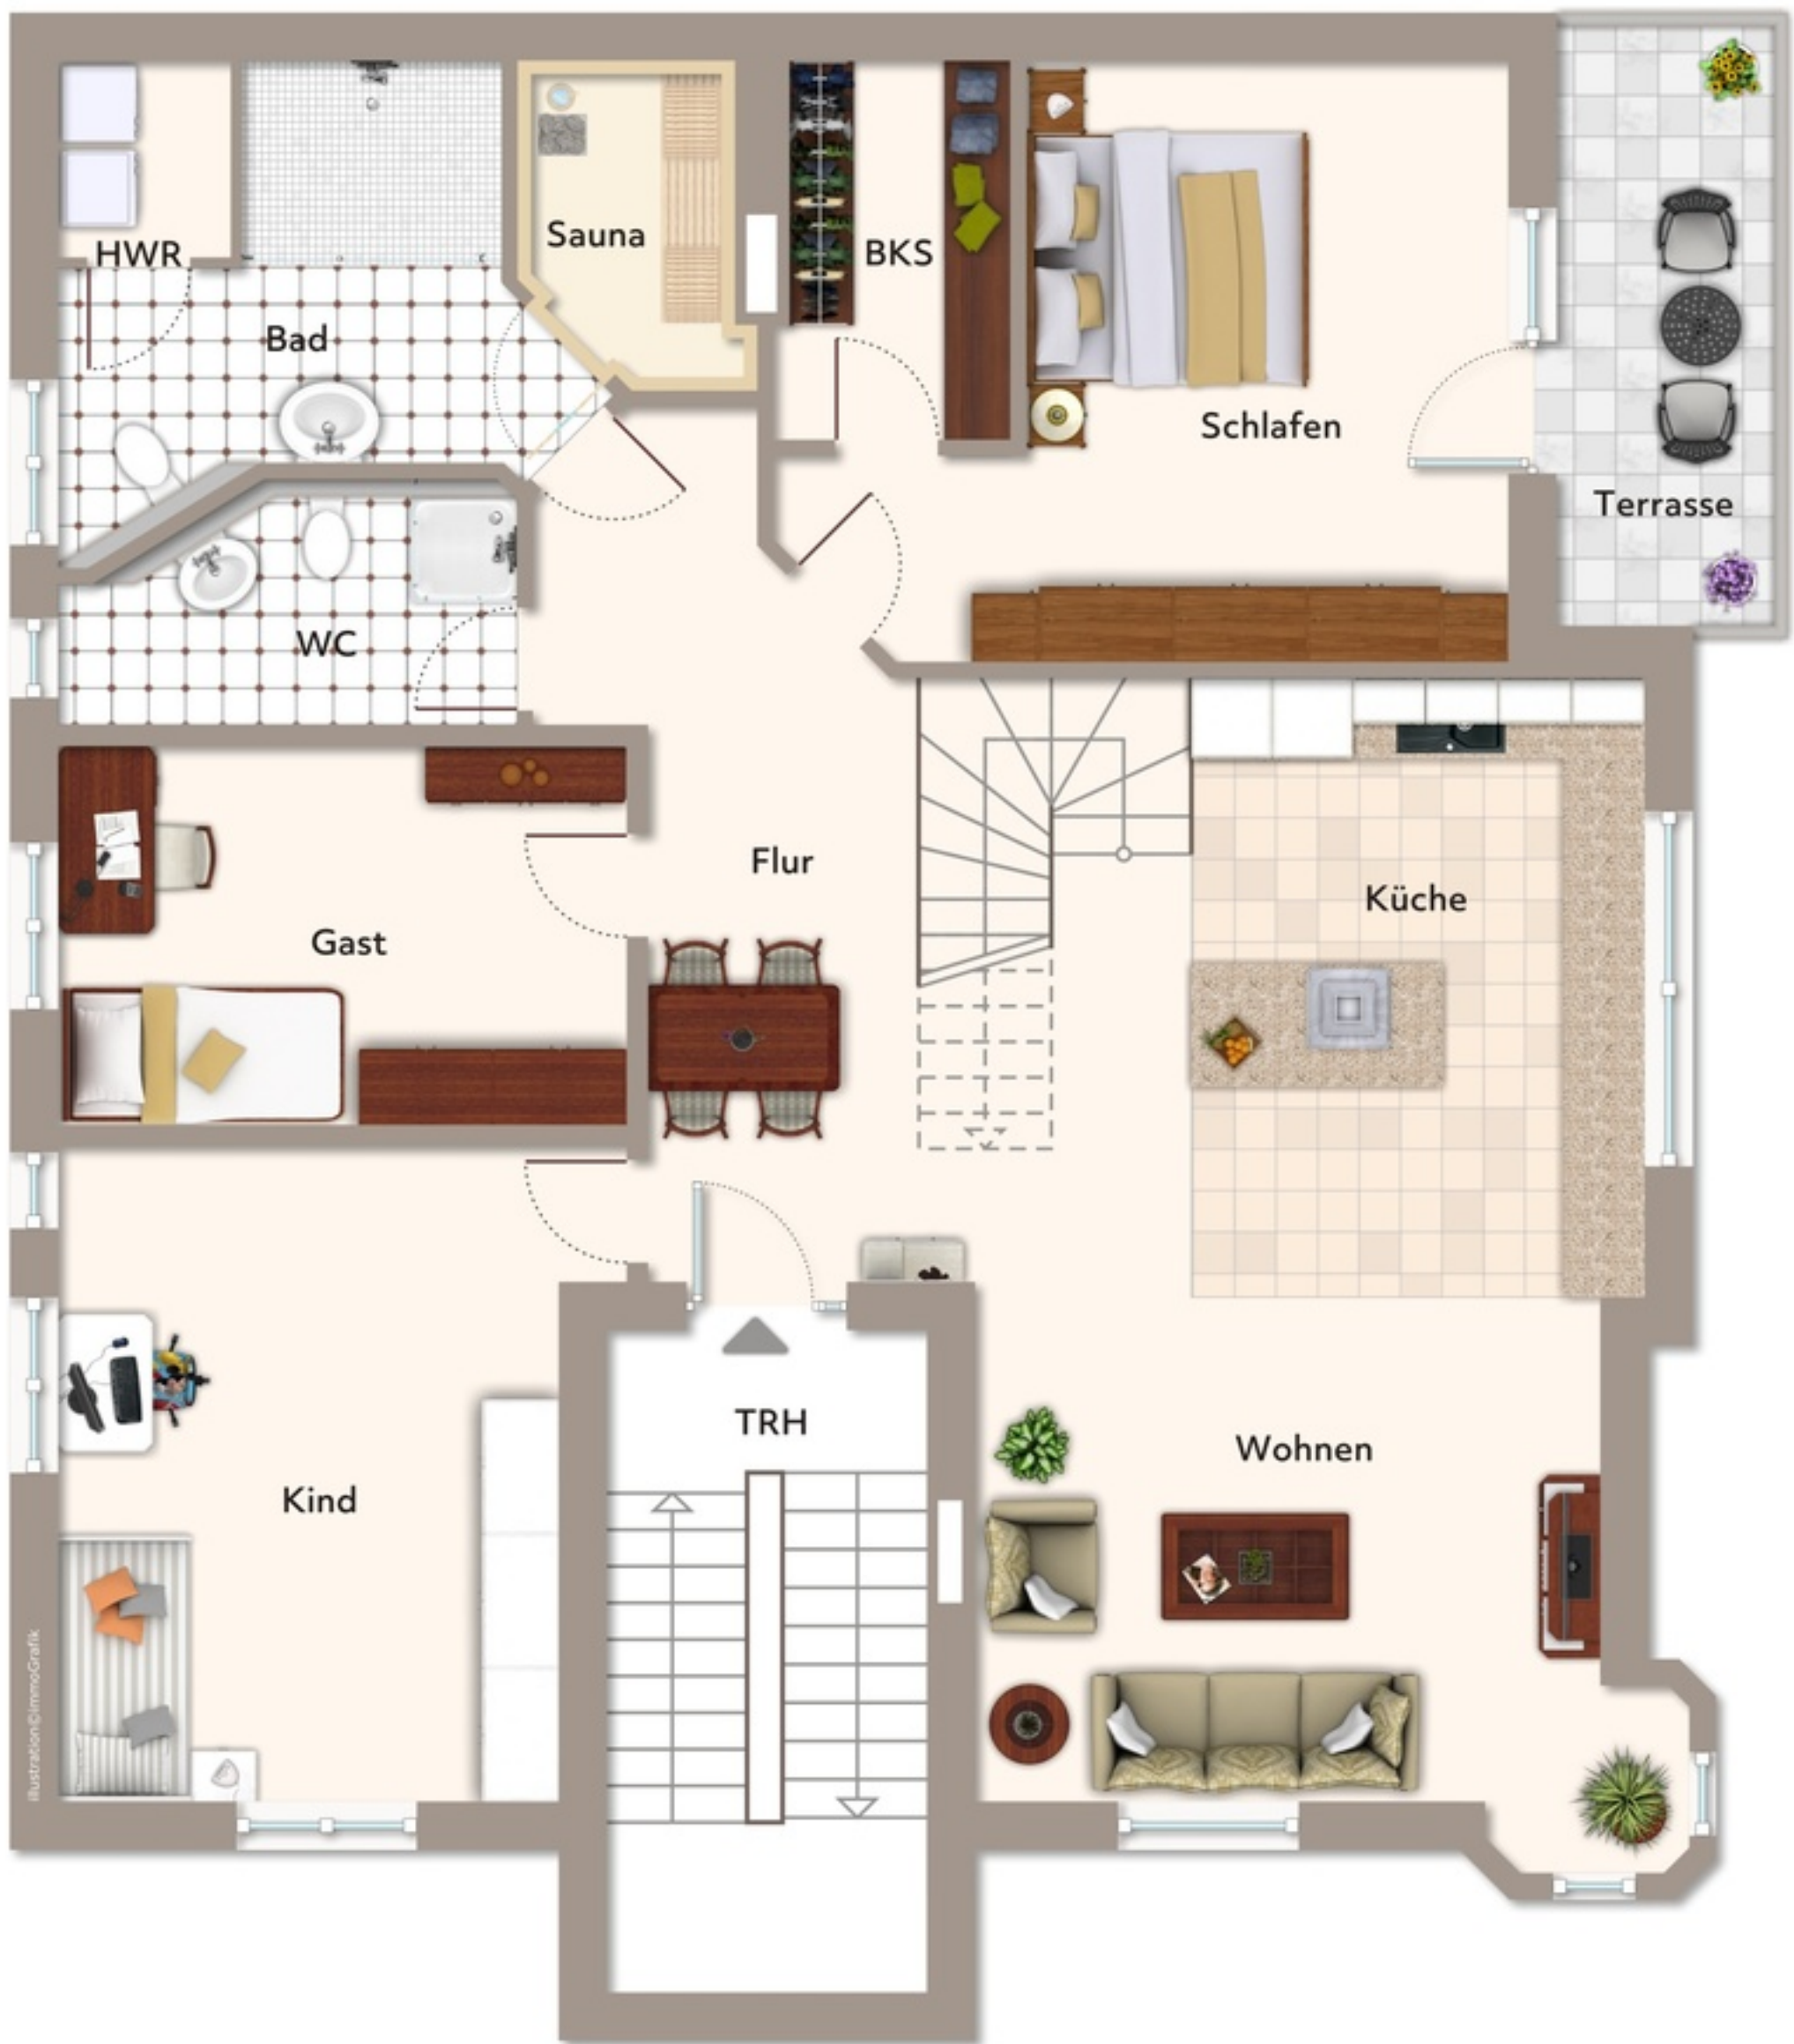 Sauna
HWR
BKS
Bad
Schlafen
Terrasse
WC
Flur
Küche
Gast
TRH
Wohnen
Kind
illustration©immoGrafik